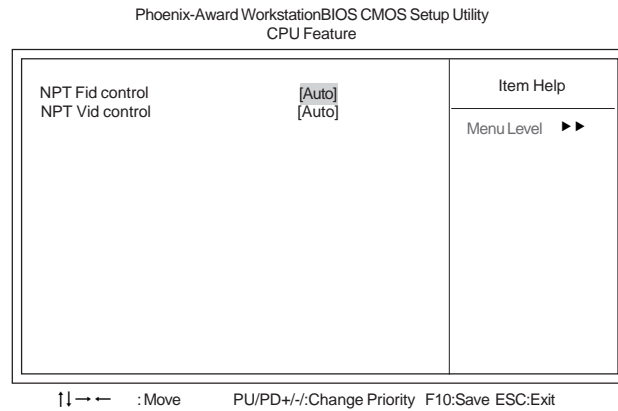 Phoenix-Award WorkstationBIOS CMOS Setup Utility
CPU Feature
NPT Fid control [Auto]
NPT Vid control [Auto]
Item Help
Menu Level ▶▶
↑↓→← : Move PU/PD+/-/:Change Priority F10:Save ESC:Exit